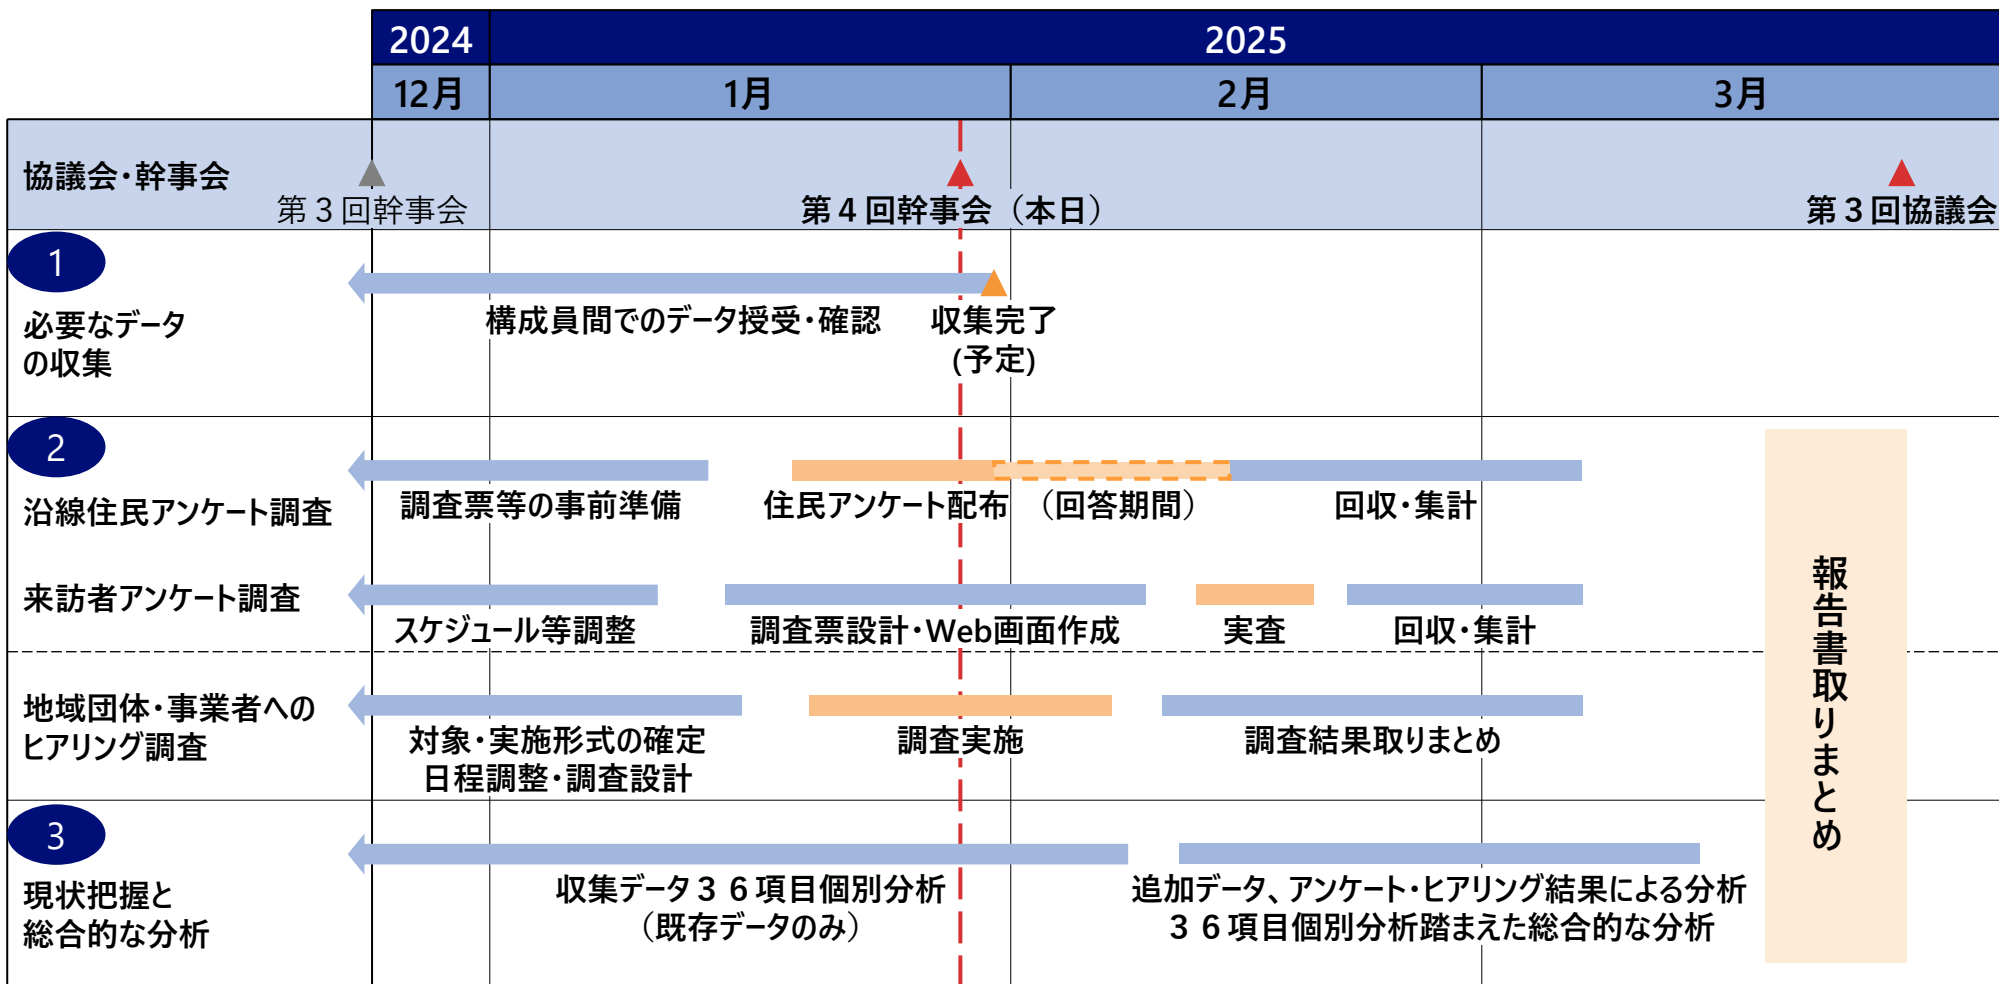 2024
2025
12月
1月
2月
3月
協議会・幹事会
第３回幹事会
第４回幹事会（本日）
第３回協議会
1
必要なデータ
の収集
構成員間でのデータ授受・確認
収集完了
(予定)
2
沿線住民アンケート調査
調査票等の事前準備
住民アンケート配布
（回答期間）
回収・集計
来訪者アンケート調査
スケジュール等調整
調査票設計・Web画面作成
実査
回収・集計
地域団体・事業者への
ヒアリング調査
対象・実施形式の確定
日程調整・調査設計
調査実施
調査結果取りまとめ
報告書取りまとめ
3
現状把握と
総合的な分析
収集データ３６項目個別分析
（既存データのみ）
追加データ、アンケート・ヒアリング結果による分析
３６項目個別分析踏まえた総合的な分析